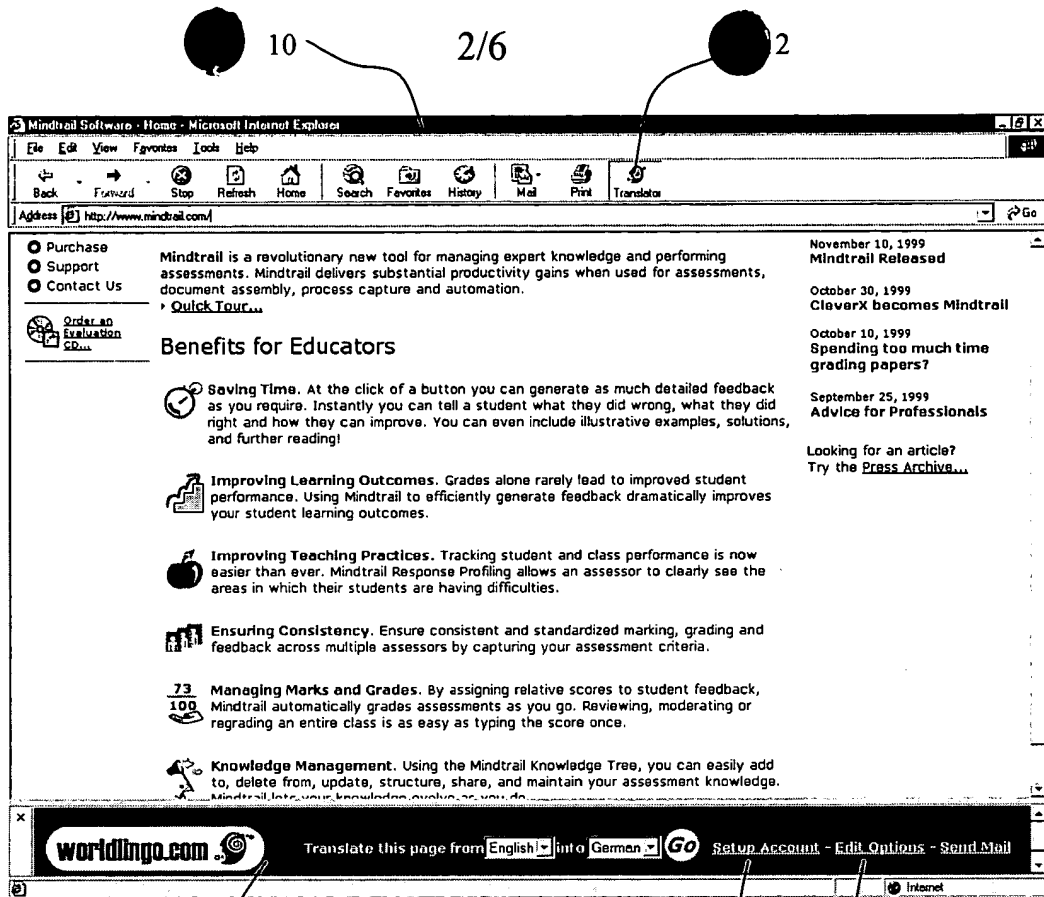 10
2/6
2
Mindtrail Software - Home - Microsoft Internet Explorer
File Edit View Favorites Tools Help
Back Forward Stop Refresh Home Search Favorites History Mail Print Translator
Address http://www.mindtrail.com/ Go
Purchase
Support
Contact Us
Order an
Evaluation
CD...
Mindtrail is a revolutionary new tool for managing expert knowledge and performing
assessments. Mindtrail delivers substantial productivity gains when used for assessments,
document assembly, process capture and automation.
Quick Tour...
Benefits for Educators
Saving Time. At the click of a button you can generate as much detailed feedback
as you require. Instantly you can tell a student what they did wrong, what they did
right and how they can improve. You can even include illustrative examples, solutions,
and further reading!
Improving Learning Outcomes. Grades alone rarely lead to improved student
performance. Using Mindtrail to efficiently generate feedback dramatically improves
your student learning outcomes.
Improving Teaching Practices. Tracking student and class performance is now
easier than ever. Mindtrail Response Profiling allows an assessor to clearly see the
areas in which their students are having difficulties.
Ensuring Consistency. Ensure consistent and standardized marking, grading and
feedback across multiple assessors by capturing your assessment criteria.
73
100
Managing Marks and Grades. By assigning relative scores to student feedback,
Mindtrail automatically grades assessments as you go. Reviewing, moderating or
regrading an entire class is as easy as typing the score once.
Knowledge Management. Using the Mindtrail Knowledge Tree, you can easily add
to, delete from, update, structure, share, and maintain your assessment knowledge.
Mindtrail lets your knowledge evolve as you do.
November 10, 1999
Mindtrail Released
October 30, 1999
CleverX becomes Mindtrail
October 10, 1999
Spending too much time
grading papers?
September 25, 1999
Advice for Professionals
Looking for an article?
Try the Press Archive...
worldlingo.com Translate this page from English into German Go Setup Account - Edit Options - Send Mail
Internet